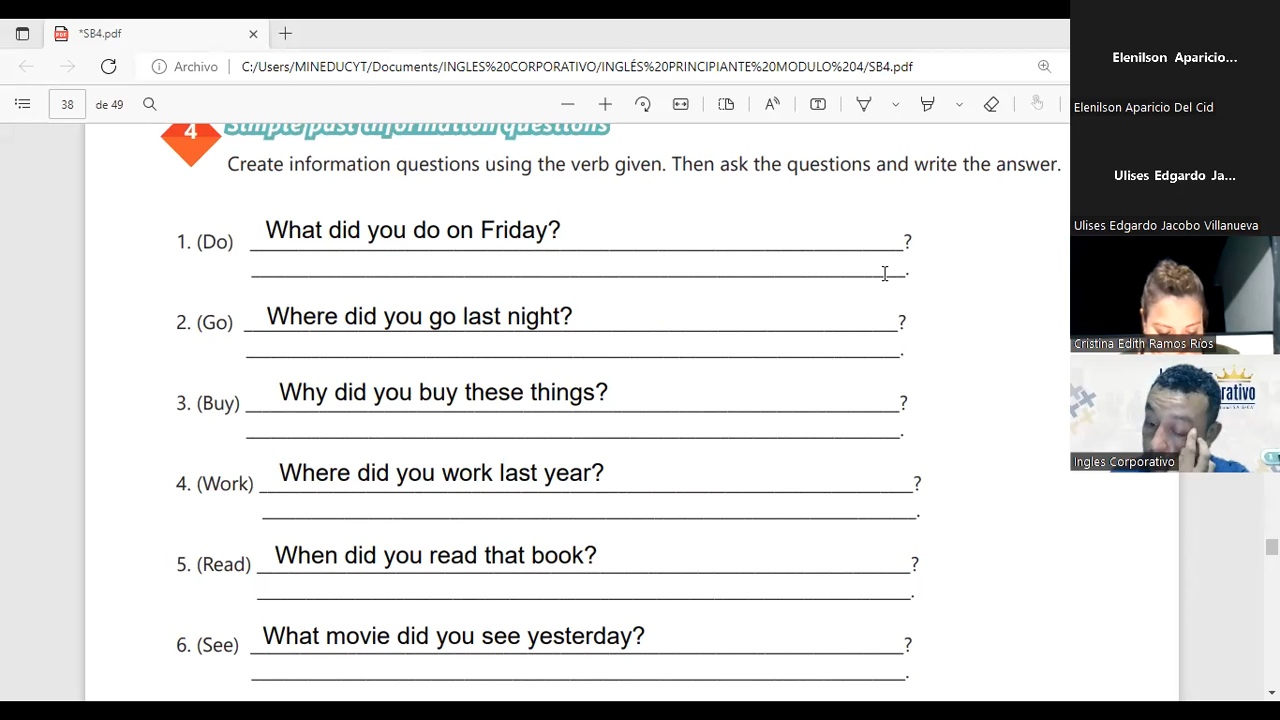 *SB4.pdf
Archivo
C:/Users/MINEDUCYT/Documents/INGLES%20CORPORATIVO/INGLÉS%20PRINCIPIANTE%20MODULO%204/SB4.pdf
38 de 49
4 Simple past information questions
Create information questions using the verb given. Then ask the questions and write the answer.
1. (Do) What did you do on Friday? ?
.
2. (Go) Where did you go last night? ?
.
3. (Buy) Why did you buy these things? ?
.
4. (Work) Where did you work last year? ?
.
5. (Read) When did you read that book? ?
.
6. (See) What movie did you see yesterday? ?
.
Elenilson Aparicio...
Elenilson Aparicio Del Cid
Ulises Edgardo Ja...
Ulises Edgardo Jacobo Villanueva
Cristina Edith Ramos Ríos
rativo
Ingles Corporativo